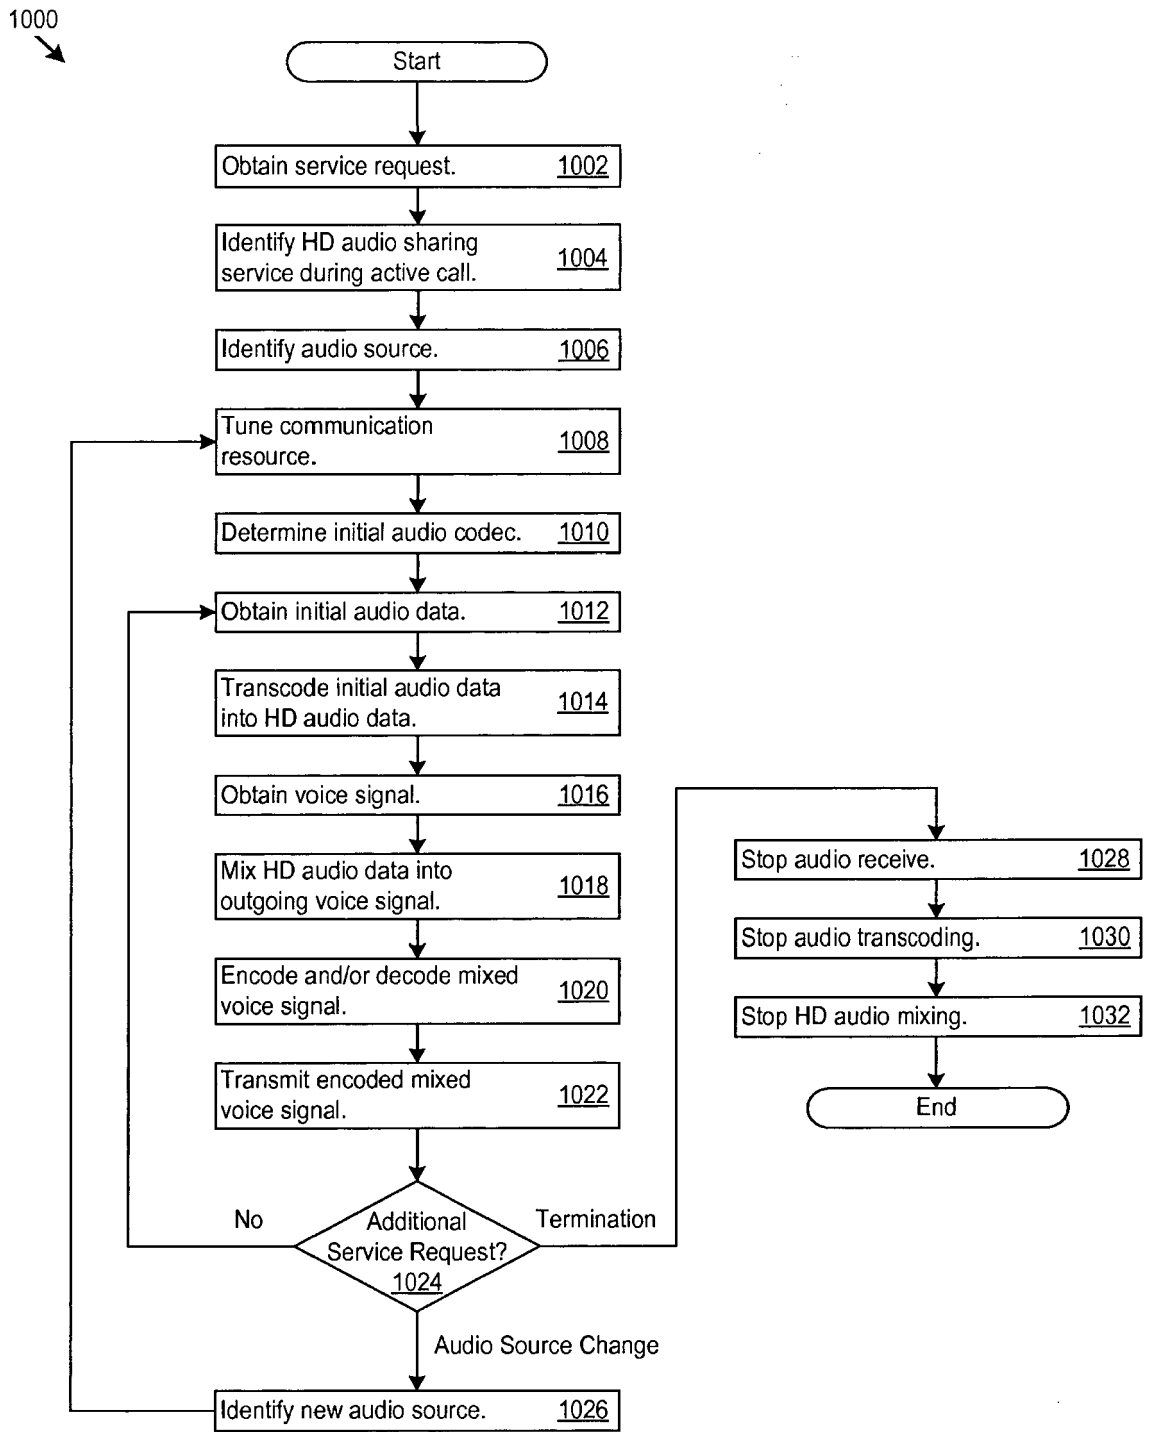 1000
Start
Obtain service request. 1002
Identify HD audio sharing
service during active call. 1004
Identify audio source. 1006
Tune communication
resource. 1008
Determine initial audio codec. 1010
Obtain initial audio data. 1012
Transcode initial audio data
into HD audio data. 1014
Obtain voice signal. 1016
Mix HD audio data into
outgoing voice signal. 1018
Encode and/or decode mixed
voice signal. 1020
Transmit encoded mixed
voice signal. 1022
Additional
Service Request?
1024
No
Termination
Audio Source Change
Identify new audio source. 1026
Stop audio receive. 1028
Stop audio transcoding. 1030
Stop HD audio mixing. 1032
End